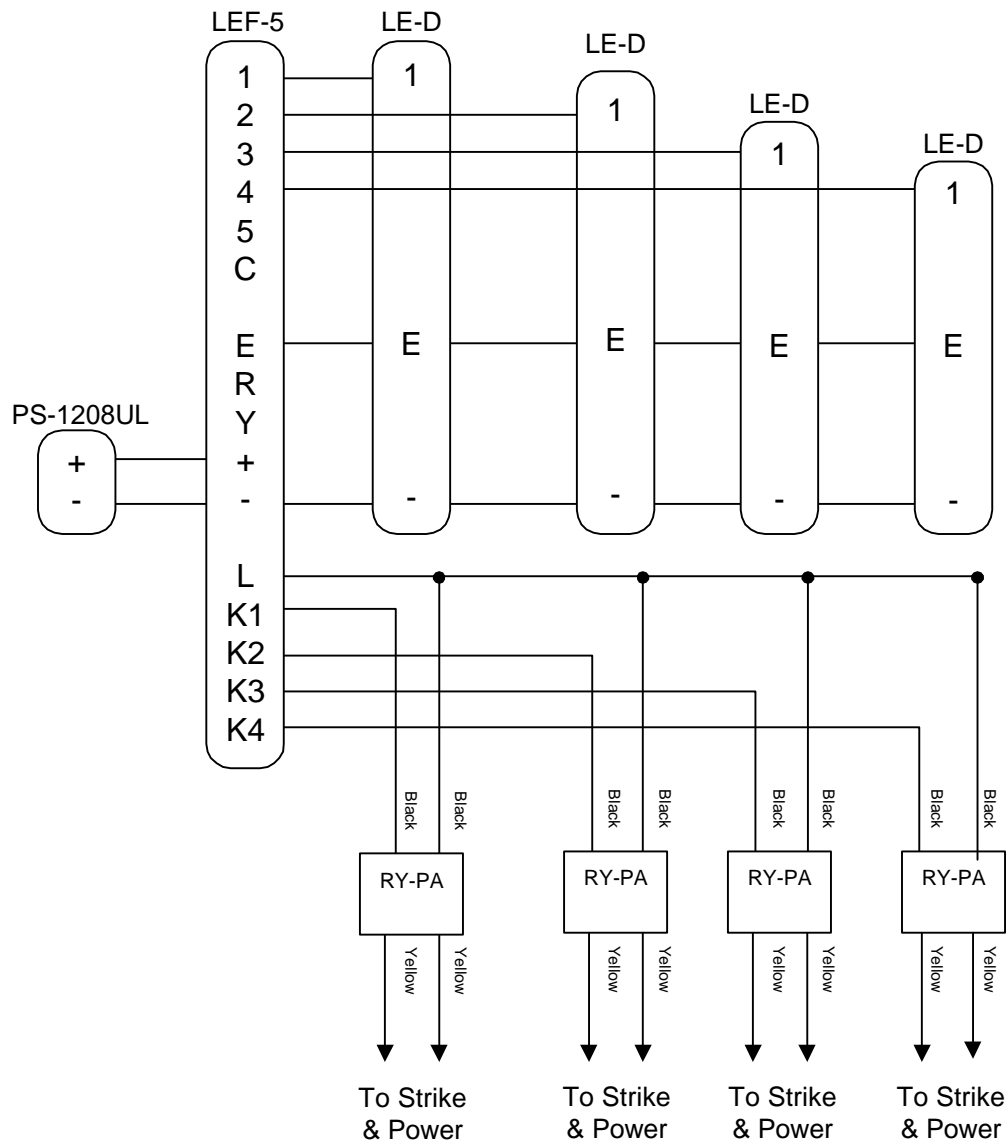 LEF-5
LE-D
LE-D
LE-D
LE-D
1
2
3
4
5
C
E
R
Y
+
-
L
K1
K2
K3
K4
1
E
-
1
E
-
1
E
-
1
E
-
PS-1208UL
+
-
Black
Black
Black
Black
Black
Black
Black
Black
RY-PA
RY-PA
RY-PA
RY-PA
Yellow
Yellow
Yellow
Yellow
Yellow
Yellow
Yellow
Yellow
To Strike
& Power
To Strike
& Power
To Strike
& Power
To Strike
& Power